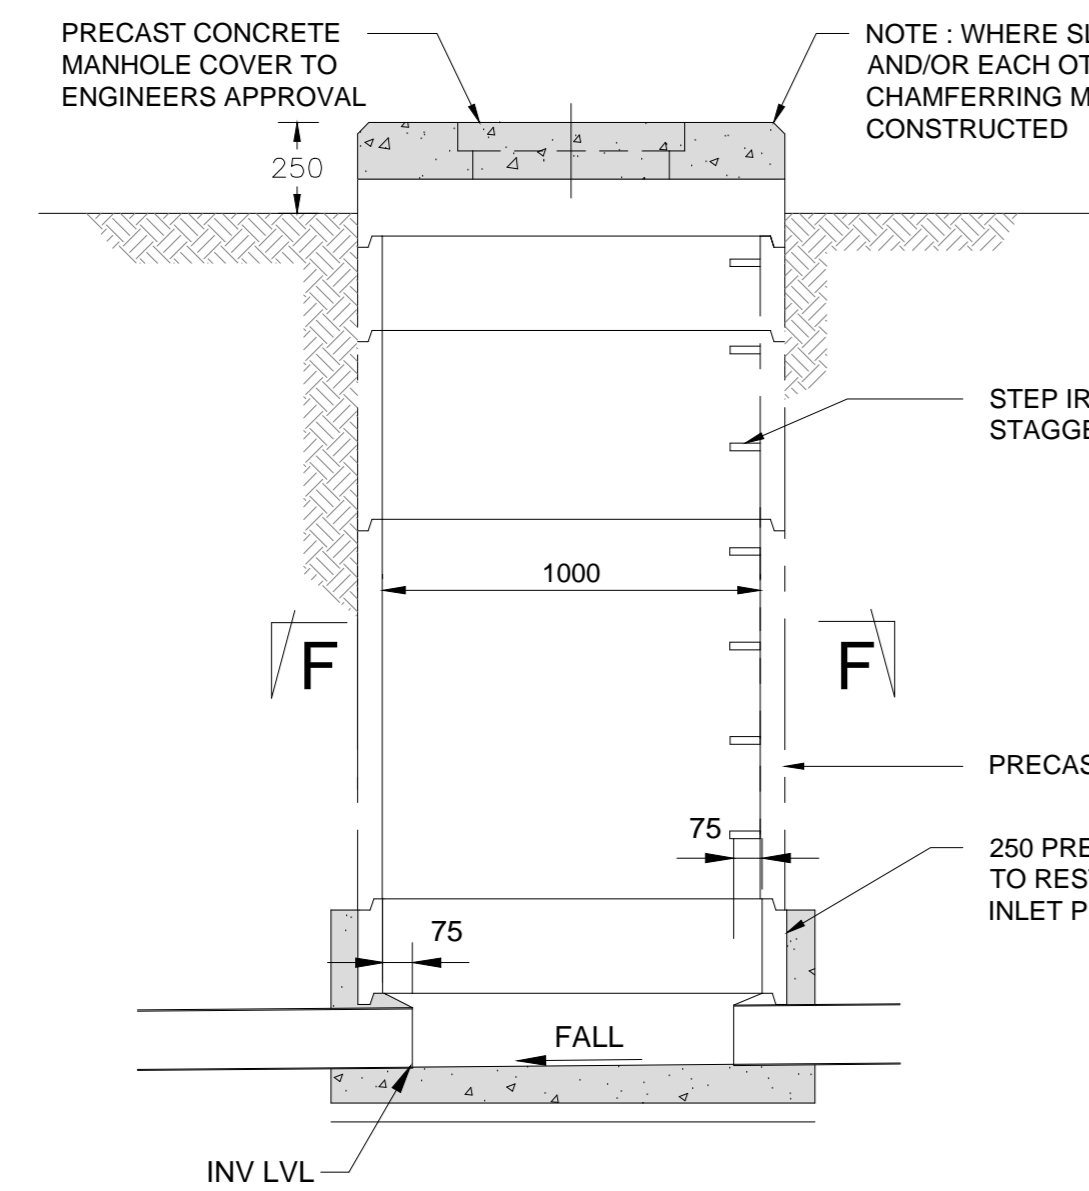 PRECAST CONCRETE
MANHOLE COVER TO
ENGINEERS APPROVAL
NOTE : WHERE SL
AND/OR EACH OT
CHAMFERRING M
CONSTRUCTED
250
STEP IR
STAGGE
1000
F
F
PRECAS
75
250 PRE
TO REST
INLET P
75
FALL
INV LVL